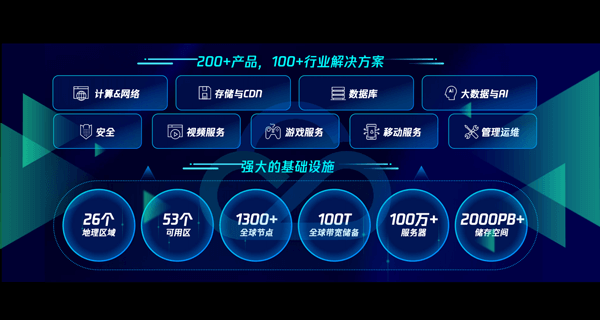 200+产品，100+行业解决方案
计算&网络
存储与CDN
数据库
大数据与AI
安全
视频服务
游戏服务
移动服务
管理运维
强大的基础设施
26个
地理区域
53个
可用区
1300+
全球节点
100T
全球带宽储备
100万+
服务器
2000PB+
储存空间